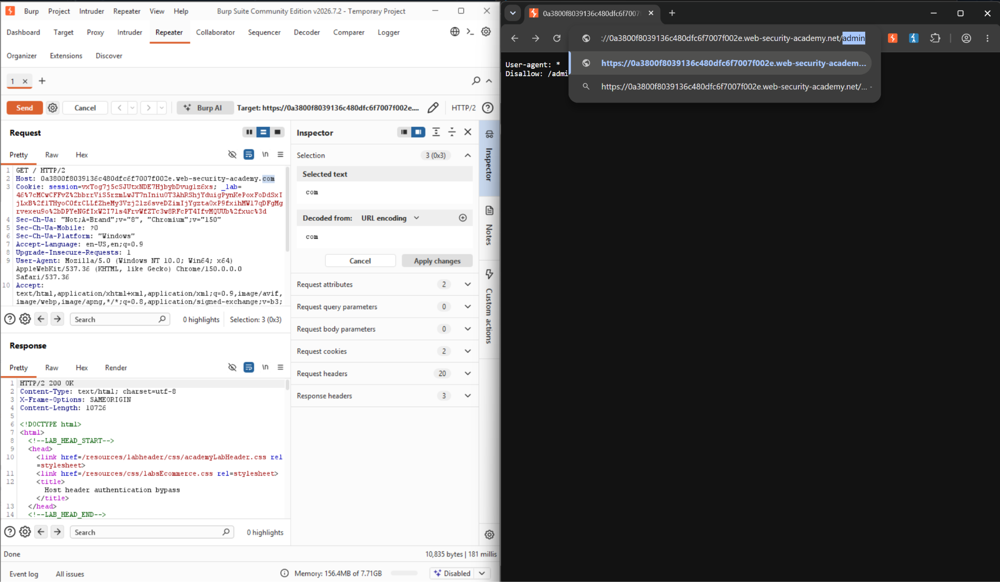 Burp Project Intruder Repeater View Help Burp Suite Community Edition v2026.7.2 - Temporary Project
Dashboard Target Proxy Intruder Repeater Collaborator Sequencer Decoder Comparer Logger
Organizer Extensions Discover
1
Send Cancel Burp AI Target: https://0a3800f8039136c480dfc6f7007f002e.... HTTP/2
Request
Pretty Raw Hex \n
1 GET / HTTP/2
2 Host: 0a3800f8039136c480dfc6f7007f002e.web-security-academy.com
3 Cookie: session=vxTog7j5cSJUtxNDE7HjbybDvuglz6xs; _lab=
46%7cMCwCFFvZ%2bbrrViS5rzmLwJT7nIniu0T3AhRShjYduigPynKePoxFoDdSxI
jLxB%2flTHyoC0frCLLfZheMy3Vzj2lz6sveDZimIjYgzta0xP9fxihMW17qDFgMg
rvexeu9o%2bDPYeNGfIxW2I7ls4FrvWfZTc3w8RFcPT4IfvMQUUb%2fxuc%3d
4 Sec-Ch-Ua: "Not;A=Brand";v="8", "Chromium";v="150"
5 Sec-Ch-Ua-Mobile: ?0
6 Sec-Ch-Ua-Platform: "Windows"
7 Accept-Language: en-US,en;q=0.9
8 Upgrade-Insecure-Requests: 1
9 User-Agent: Mozilla/5.0 (Windows NT 10.0; Win64; x64)
AppleWebKit/537.36 (KHTML, like Gecko) Chrome/150.0.0.0
Safari/537.36
10 Accept:
text/html,application/xhtml+xml,application/xml;q=0.9,image/avif,
image/webp,image/apng,*/*;q=0.8,application/signed-exchange;v=b3;
Search 0 highlights Selection: 3 (0x3)
Response
Pretty Raw Hex Render \n
1 HTTP/2 200 OK
2 Content-Type: text/html; charset=utf-8
3 X-Frame-Options: SAMEORIGIN
4 Content-Length: 10726
5
6 <!DOCTYPE html>
7 <html>
8 <!--LAB_HEAD_START-->
9 <head>
10 <link href=/resources/labheader/css/academyLabHeader.css rel
=stylesheet>
11 <link href=/resources/css/labsEcommerce.css rel=stylesheet>
12 <title>
Host header authentication bypass
</title>
13 </head>
14 <!--LAB_HEAD_END-->
Search 0 highlights
Inspector
Selection 3 (0x3)
Selected text
com
Decoded from: URL encoding
com
Cancel Apply changes
Request attributes 2
Request query parameters 0
Request body parameters 0
Request cookies 2
Request headers 20
Response headers 3
Inspector
Notes
Custom actions
Done 10,835 bytes | 181 millis
Event log All issues Memory: 156.4MB of 7.71GB Disabled
0a3800f8039136c480dfc6f7007
://0a3800f8039136c480dfc6f7007f002e.web-security-academy.net/admin
https://0a3800f8039136c480dfc6f7007f002e.web-security-academ...
https://0a3800f8039136c480dfc6f7007f002e.web-security-academy.net/... -
User-agent: *
Disallow: /admi